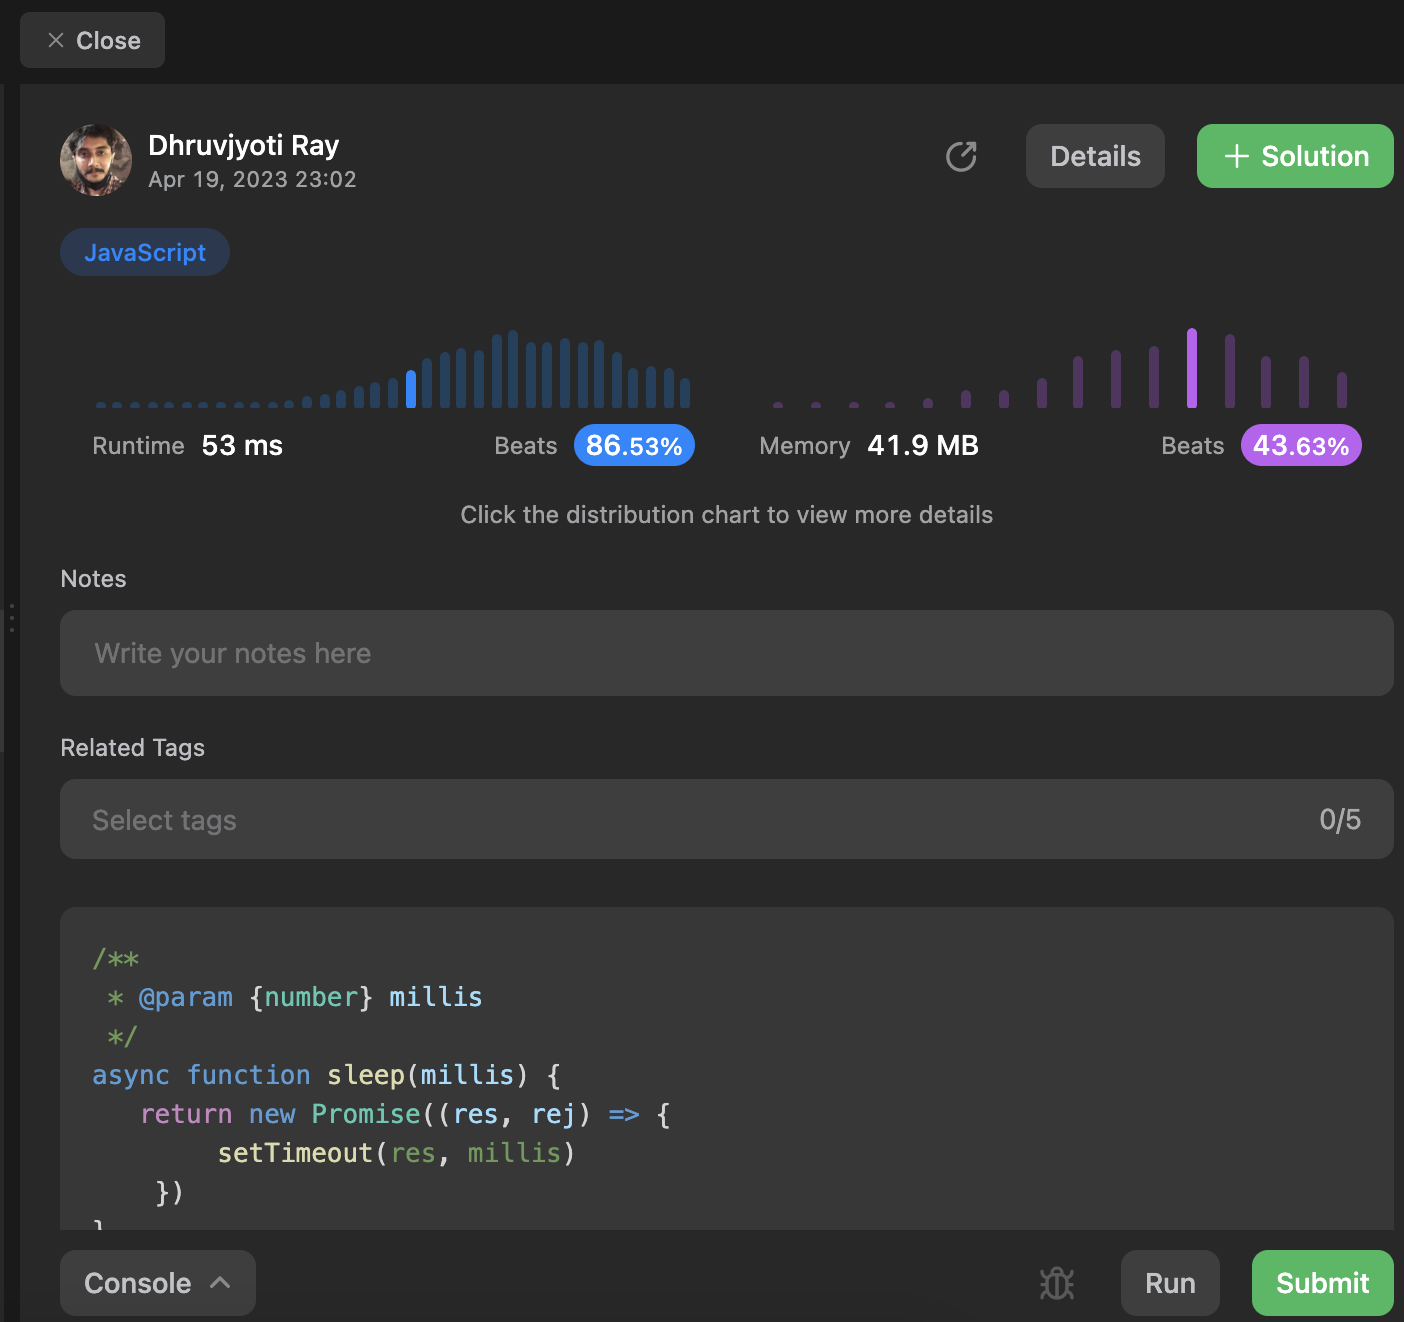 Close
Dhruvjyoti Ray
Apr 19, 2023 23:02
Details
+ Solution
JavaScript
Runtime 53 ms Beats 86.53% Memory 41.9 MB Beats 43.63%
Click the distribution chart to view more details
Notes
Write your notes here
Related Tags
Select tags 0/5
/**
 * @param {number} millis
 */
async function sleep(millis) {
   return new Promise((res, rej) => {
        setTimeout(res, millis)
    })
}
Console
Run
Submit